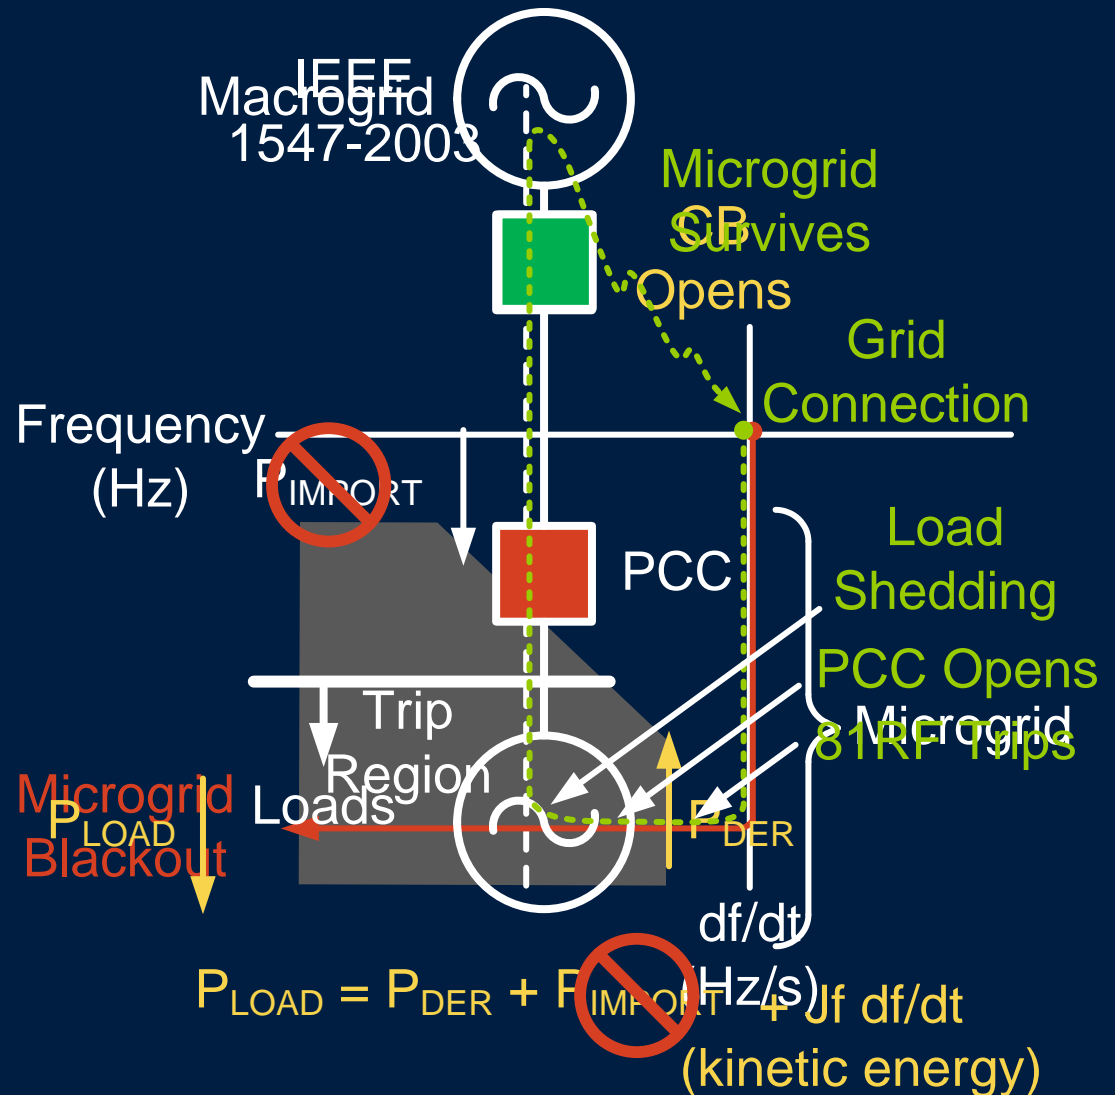 IEEE
1547-2003
Macrogrid
Microgrid
Survives
CB
Opens
Grid
Connection
Frequency
(Hz)
PIMPORT
PCC
Load
Shedding
PCC Opens
81RF Trips
Microgrid
Trip
Region
Loads
Microgrid
Blackout
PLOAD
PDER
df/dt
(Hz/s)
PLOAD = PDER + PIMPORT + Jf df/dt
(kinetic energy)